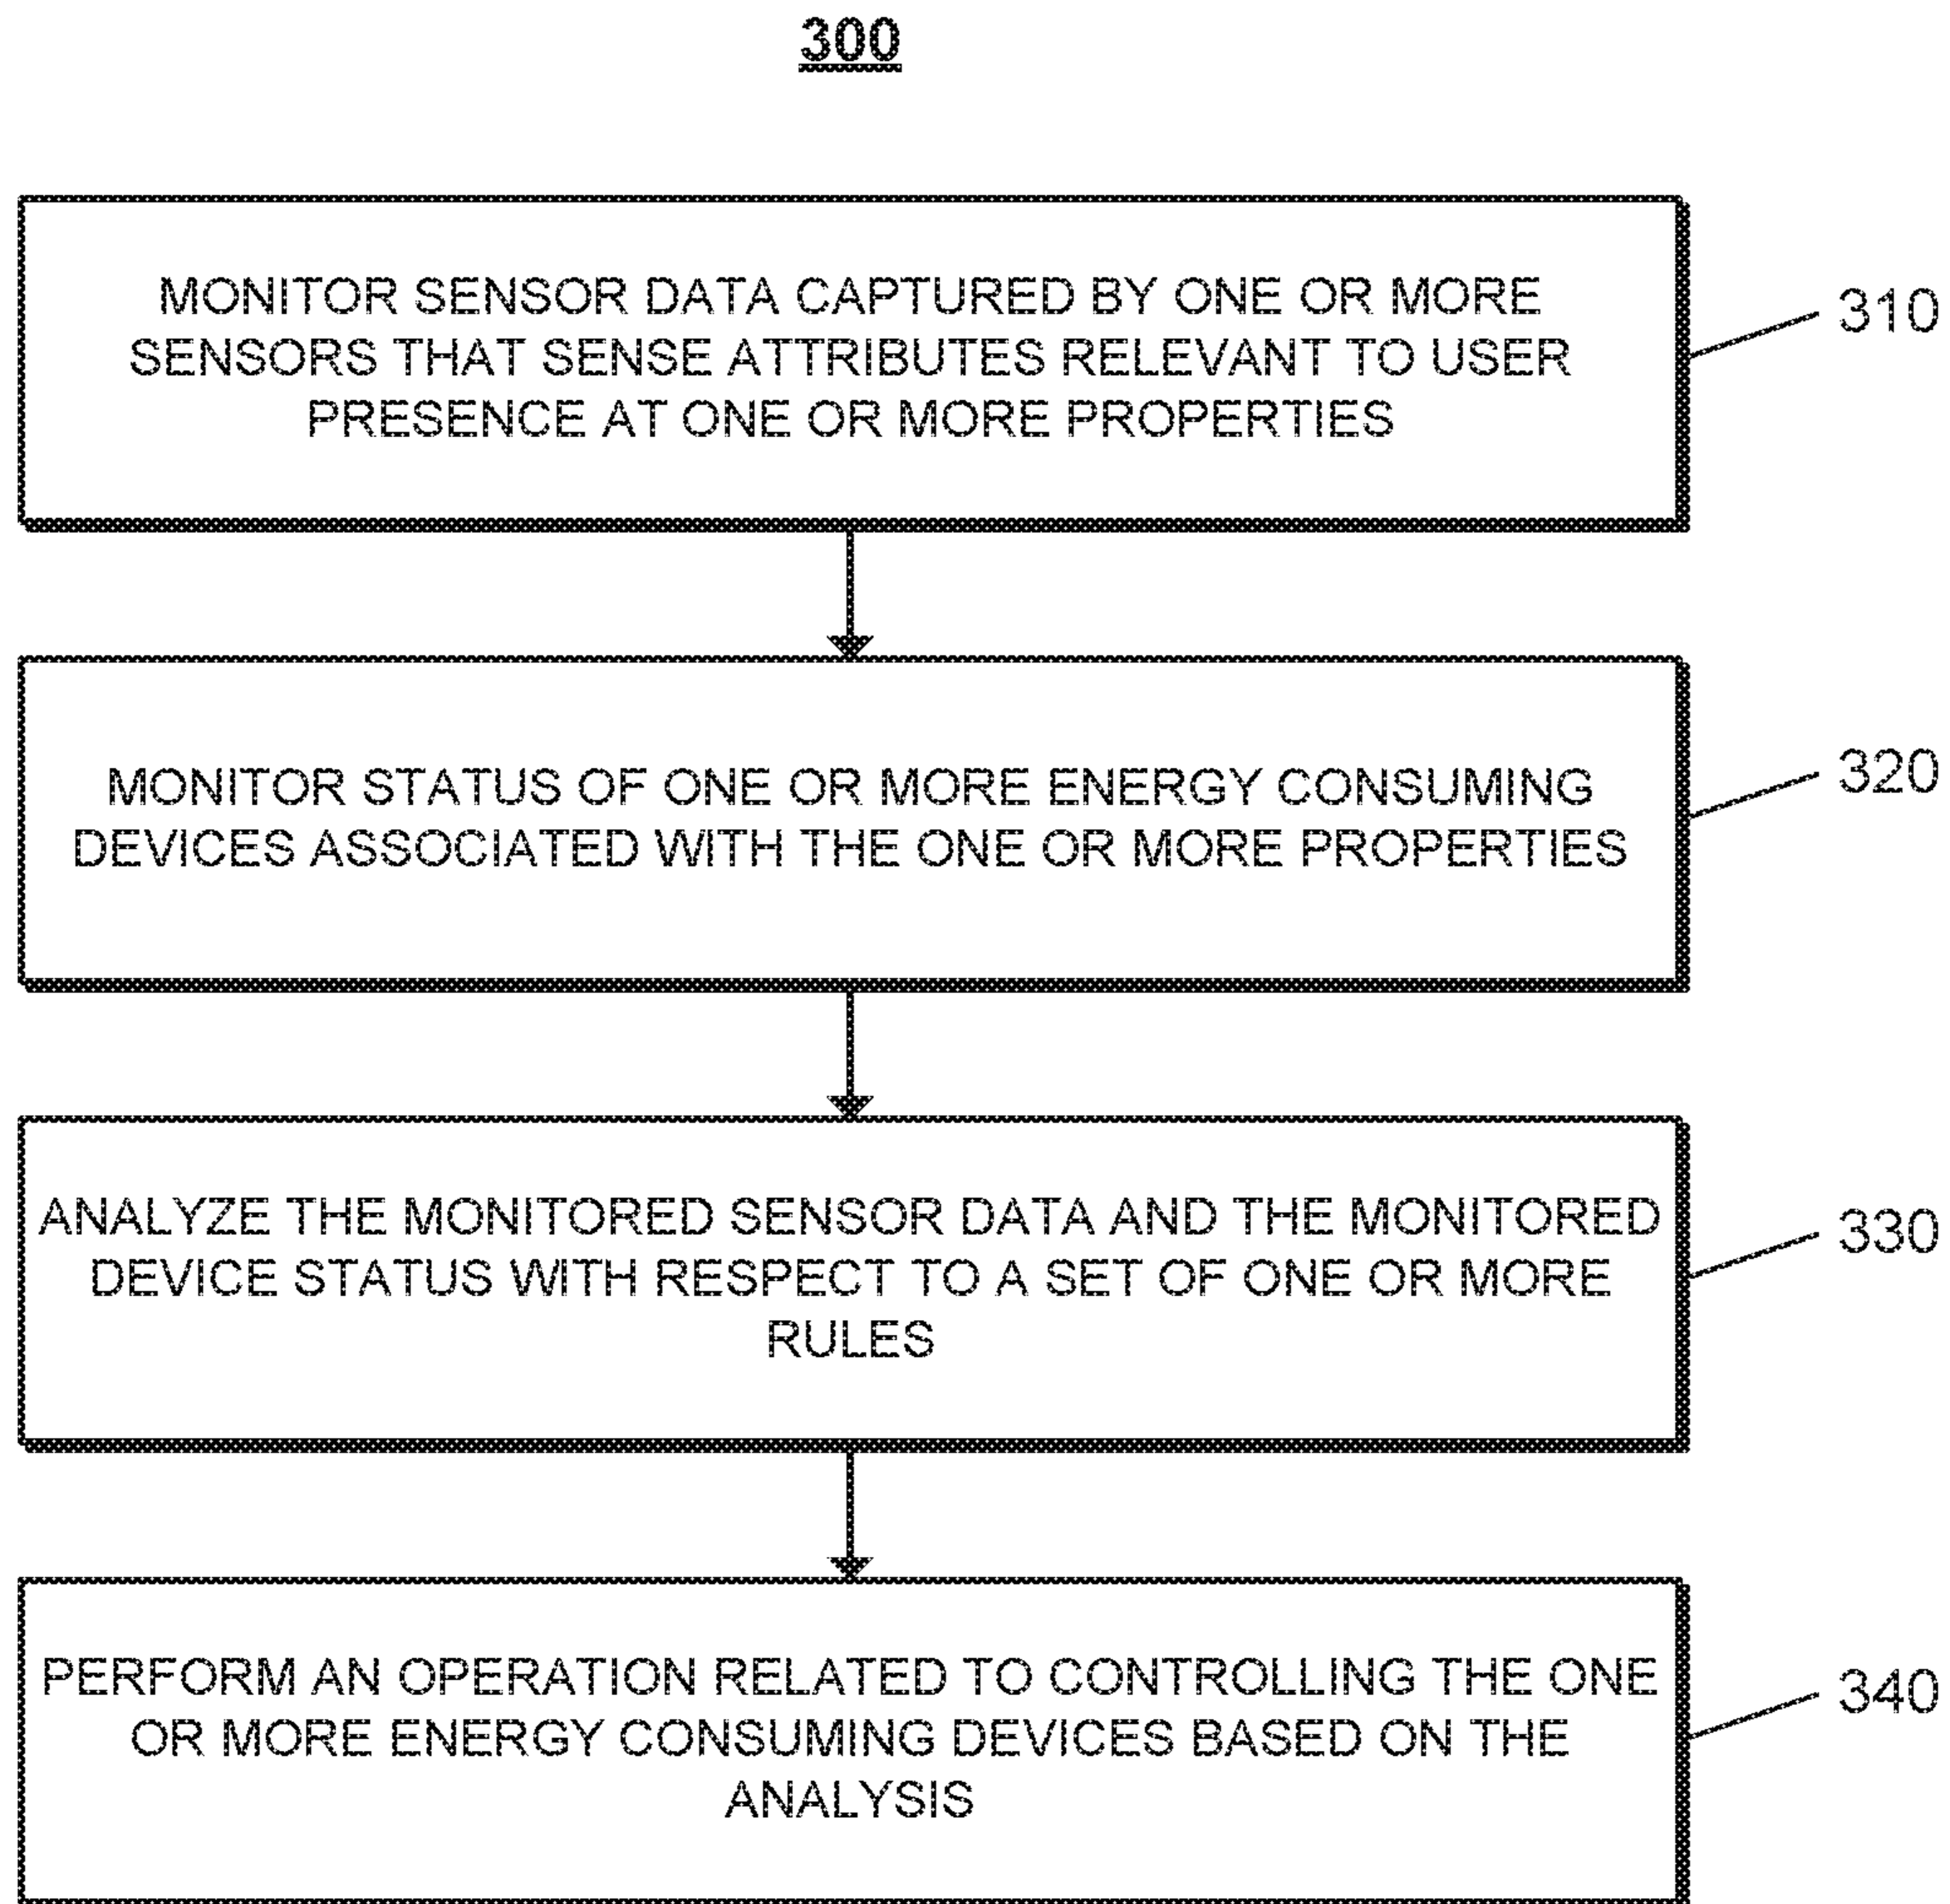 300
MONITOR SENSOR DATA CAPTURED BY ONE OR MORE
SENSORS THAT SENSE ATTRIBUTES RELEVANT TO USER
PRESENCE AT ONE OR MORE PROPERTIES
310
MONITOR STATUS OF ONE OR MORE ENERGY CONSUMING
DEVICES ASSOCIATED WITH THE ONE OR MORE PROPERTIES
320
ANALYZE THE MONITORED SENSOR DATA AND THE MONITORED
DEVICE STATUS WITH RESPECT TO A SET OF ONE OR MORE
RULES
330
PERFORM AN OPERATION RELATED TO CONTROLLING THE ONE
OR MORE ENERGY CONSUMING DEVICES BASED ON THE
ANALYSIS
340